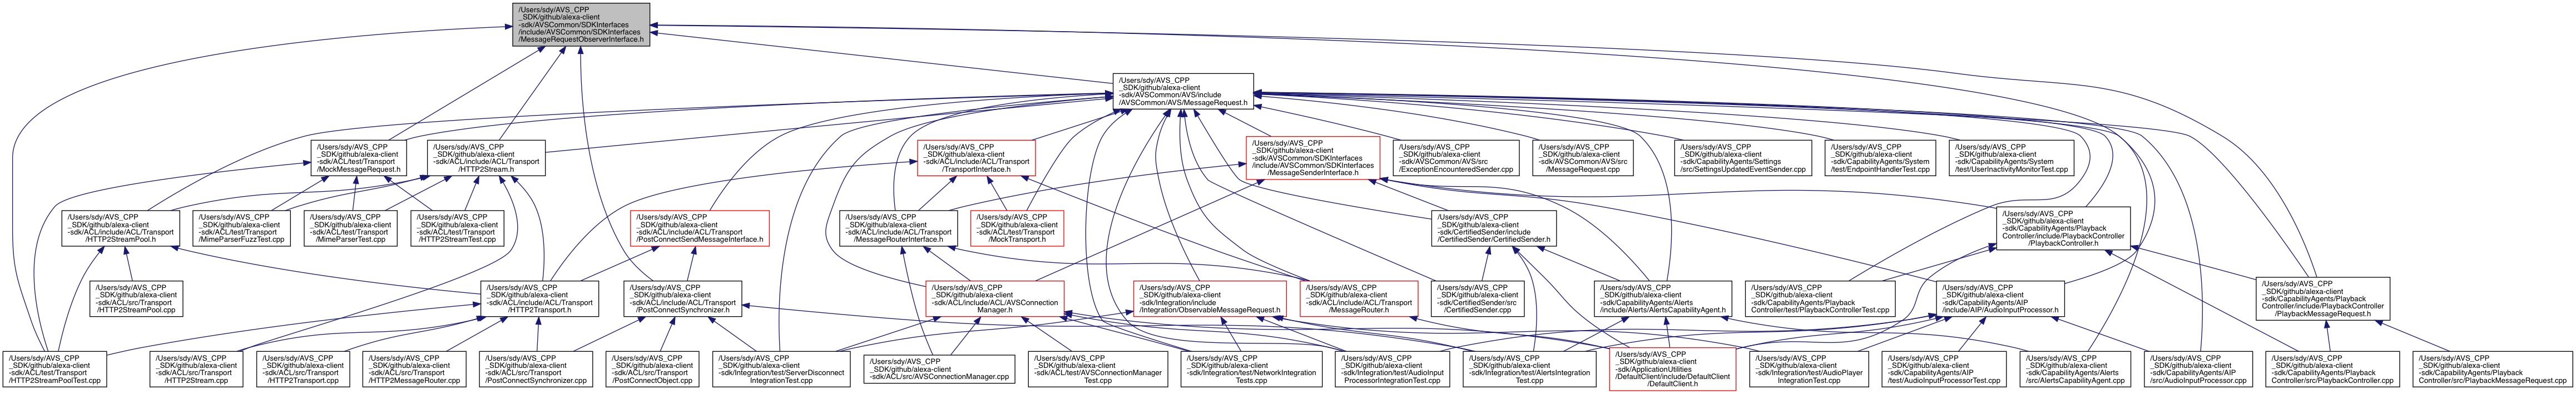 /Users/sdy/AVS_CPP
_SDK/github/alexa-client
-sdk/AVSCommon/SDKInterfaces
/include/AVSCommon/SDKInterfaces
/MessageRequestObserverInterface.h
/Users/sdy/AVS_CPP
_SDK/github/alexa-client
-sdk/AVSCommon/AVS/include
/AVSCommon/AVS/MessageRequest.h
/Users/sdy/AVS_CPP
_SDK/github/alexa-client
-sdk/ACL/test/Transport
/MockMessageRequest.h
/Users/sdy/AVS_CPP
_SDK/github/alexa-client
-sdk/ACL/include/ACL/Transport
/HTTP2Stream.h
/Users/sdy/AVS_CPP
_SDK/github/alexa-client
-sdk/ACL/include/ACL/Transport
/TransportInterface.h
/Users/sdy/AVS_CPP
_SDK/github/alexa-client
-sdk/AVSCommon/SDKInterfaces
/include/AVSCommon/SDKInterfaces
/MessageSenderInterface.h
/Users/sdy/AVS_CPP
_SDK/github/alexa-client
-sdk/AVSCommon/AVS/src
/ExceptionEncounteredSender.cpp
/Users/sdy/AVS_CPP
_SDK/github/alexa-client
-sdk/AVSCommon/AVS/src
/MessageRequest.cpp
/Users/sdy/AVS_CPP
_SDK/github/alexa-client
-sdk/CapabilityAgents/Settings
/src/SettingsUpdatedEventSender.cpp
/Users/sdy/AVS_CPP
_SDK/github/alexa-client
-sdk/CapabilityAgents/System
/test/EndpointHandlerTest.cpp
/Users/sdy/AVS_CPP
_SDK/github/alexa-client
-sdk/CapabilityAgents/System
/test/UserInactivityMonitorTest.cpp
/Users/sdy/AVS_CPP
_SDK/github/alexa-client
-sdk/ACL/include/ACL/Transport
/HTTP2StreamPool.h
/Users/sdy/AVS_CPP
_SDK/github/alexa-client
-sdk/ACL/test/Transport
/MimeParserFuzzTest.cpp
/Users/sdy/AVS_CPP
_SDK/github/alexa-client
-sdk/ACL/test/Transport
/MimeParserTest.cpp
/Users/sdy/AVS_CPP
_SDK/github/alexa-client
-sdk/ACL/test/Transport
/HTTP2StreamTest.cpp
/Users/sdy/AVS_CPP
_SDK/github/alexa-client
-sdk/ACL/include/ACL/Transport
/PostConnectSendMessageInterface.h
/Users/sdy/AVS_CPP
_SDK/github/alexa-client
-sdk/ACL/include/ACL/Transport
/MessageRouterInterface.h
/Users/sdy/AVS_CPP
_SDK/github/alexa-client
-sdk/ACL/test/Transport
/MockTransport.h
/Users/sdy/AVS_CPP
_SDK/github/alexa-client
-sdk/CertifiedSender/include
/CertifiedSender/CertifiedSender.h
/Users/sdy/AVS_CPP
_SDK/github/alexa-client
-sdk/CapabilityAgents/Playback
Controller/include/PlaybackController
/PlaybackController.h
/Users/sdy/AVS_CPP
_SDK/github/alexa-client
-sdk/ACL/src/Transport
/HTTP2StreamPool.cpp
/Users/sdy/AVS_CPP
_SDK/github/alexa-client
-sdk/ACL/include/ACL/Transport
/HTTP2Transport.h
/Users/sdy/AVS_CPP
_SDK/github/alexa-client
-sdk/ACL/include/ACL/Transport
/PostConnectSynchronizer.h
/Users/sdy/AVS_CPP
_SDK/github/alexa-client
-sdk/ACL/include/ACL/AVSConnection
Manager.h
/Users/sdy/AVS_CPP
_SDK/github/alexa-client
-sdk/Integration/include
/Integration/ObservableMessageRequest.h
/Users/sdy/AVS_CPP
_SDK/github/alexa-client
-sdk/ACL/include/ACL/Transport
/MessageRouter.h
/Users/sdy/AVS_CPP
_SDK/github/alexa-client
-sdk/CertifiedSender/src
/CertifiedSender.cpp
/Users/sdy/AVS_CPP
_SDK/github/alexa-client
-sdk/CapabilityAgents/Alerts
/include/Alerts/AlertsCapabilityAgent.h
/Users/sdy/AVS_CPP
_SDK/github/alexa-client
-sdk/CapabilityAgents/Playback
Controller/test/PlaybackControllerTest.cpp
/Users/sdy/AVS_CPP
_SDK/github/alexa-client
-sdk/CapabilityAgents/AIP
/include/AIP/AudioInputProcessor.h
/Users/sdy/AVS_CPP
_SDK/github/alexa-client
-sdk/CapabilityAgents/Playback
Controller/include/PlaybackController
/PlaybackMessageRequest.h
/Users/sdy/AVS_CPP
_SDK/github/alexa-client
-sdk/ACL/test/Transport
/HTTP2StreamPoolTest.cpp
/Users/sdy/AVS_CPP
_SDK/github/alexa-client
-sdk/ACL/src/Transport
/HTTP2Stream.cpp
/Users/sdy/AVS_CPP
_SDK/github/alexa-client
-sdk/ACL/src/Transport
/HTTP2Transport.cpp
/Users/sdy/AVS_CPP
_SDK/github/alexa-client
-sdk/ACL/src/Transport
/HTTP2MessageRouter.cpp
/Users/sdy/AVS_CPP
_SDK/github/alexa-client
-sdk/ACL/src/Transport
/PostConnectSynchronizer.cpp
/Users/sdy/AVS_CPP
_SDK/github/alexa-client
-sdk/ACL/src/Transport
/PostConnectObject.cpp
/Users/sdy/AVS_CPP
_SDK/github/alexa-client
-sdk/Integration/test/ServerDisconnect
IntegrationTest.cpp
/Users/sdy/AVS_CPP
_SDK/github/alexa-client
-sdk/ACL/src/AVSConnectionManager.cpp
/Users/sdy/AVS_CPP
_SDK/github/alexa-client
-sdk/ACL/test/AVSConnectionManager
Test.cpp
/Users/sdy/AVS_CPP
_SDK/github/alexa-client
-sdk/Integration/test/NetworkIntegration
Tests.cpp
/Users/sdy/AVS_CPP
_SDK/github/alexa-client
-sdk/Integration/test/AudioInput
ProcessorIntegrationTest.cpp
/Users/sdy/AVS_CPP
_SDK/github/alexa-client
-sdk/Integration/test/AlertsIntegration
Test.cpp
/Users/sdy/AVS_CPP
_SDK/github/alexa-client
-sdk/ApplicationUtilities
/DefaultClient/include/DefaultClient
/DefaultClient.h
/Users/sdy/AVS_CPP
_SDK/github/alexa-client
-sdk/Integration/test/AudioPlayer
IntegrationTest.cpp
/Users/sdy/AVS_CPP
_SDK/github/alexa-client
-sdk/CapabilityAgents/AIP
/test/AudioInputProcessorTest.cpp
/Users/sdy/AVS_CPP
_SDK/github/alexa-client
-sdk/CapabilityAgents/Alerts
/src/AlertsCapabilityAgent.cpp
/Users/sdy/AVS_CPP
_SDK/github/alexa-client
-sdk/CapabilityAgents/AIP
/src/AudioInputProcessor.cpp
/Users/sdy/AVS_CPP
_SDK/github/alexa-client
-sdk/CapabilityAgents/Playback
Controller/src/PlaybackController.cpp
/Users/sdy/AVS_CPP
_SDK/github/alexa-client
-sdk/CapabilityAgents/Playback
Controller/src/PlaybackMessageRequest.cpp